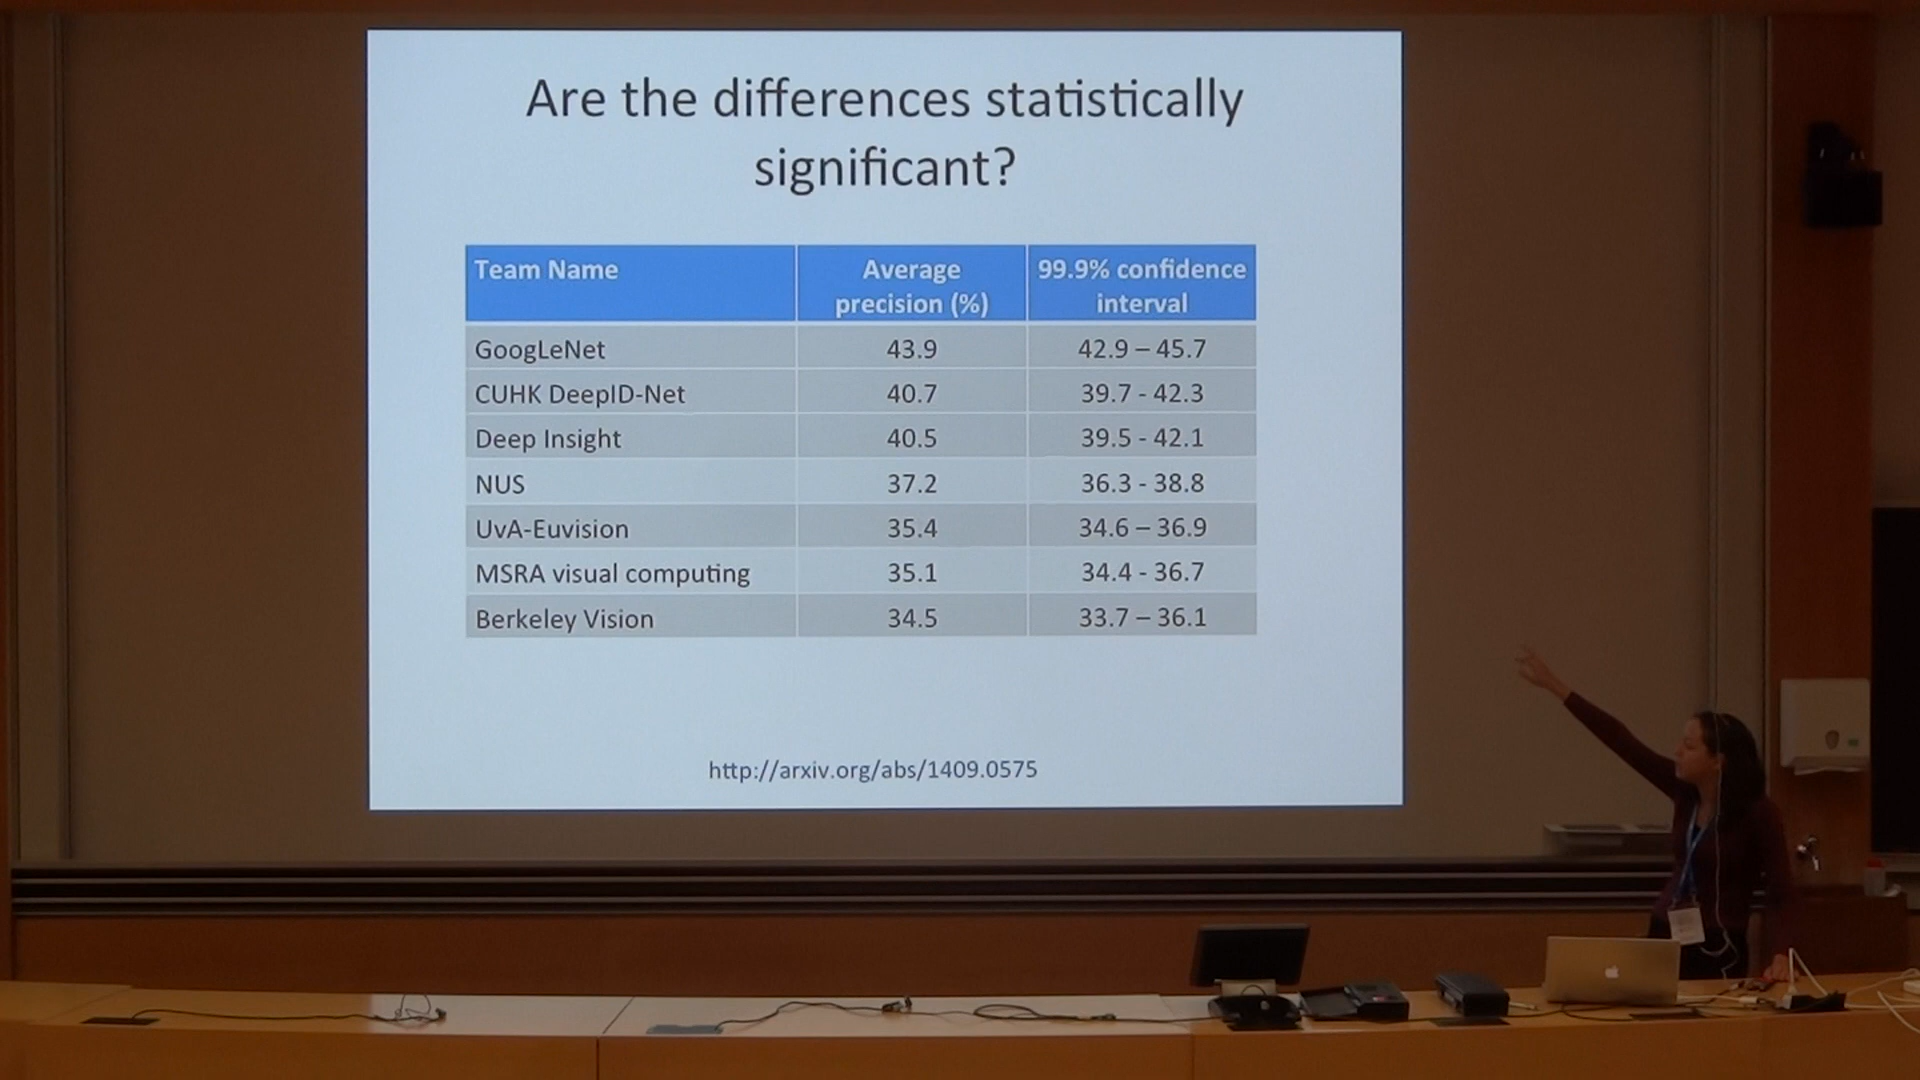 Are the differences statistically
significant?
Team Name Average precision (%) 99.9% confidence interval
GoogLeNet 43.9 42.9 – 45.7
CUHK DeepID-Net 40.7 39.7 - 42.3
Deep Insight 40.5 39.5 - 42.1
NUS 37.2 36.3 - 38.8
UvA-Euvision 35.4 34.6 – 36.9
MSRA visual computing 35.1 34.4 - 36.7
Berkeley Vision 34.5 33.7 – 36.1
http://arxiv.org/abs/1409.0575